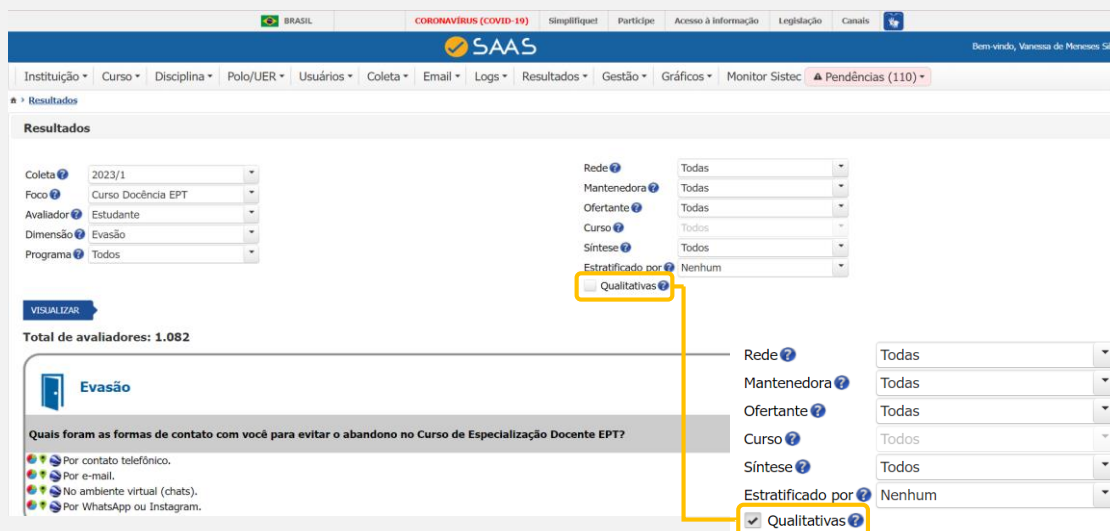 BRASIL CORONAVÍRUS (COVID-19) Simplifique! Participe Acesso à informação Legislação Canais
SAAS
Bem-vindo, Vanessa de Meneses Si
Instituição Curso Disciplina Polo/UER Usuários Coleta Email Logs Resultados Gestão Gráficos Monitor Sistec Pendências (110)
> Resultados
Resultados
Coleta 2023/1
Foco Curso Docência EPT
Avaliador Estudante
Dimensão Evasão
Programa Todos
Rede Todas
Mantenedora Todas
Ofertante Todas
Curso Todos
Síntese Todos
Estratificado por Nenhum
Qualitativas
VISUALIZAR
Total de avaliadores: 1.082
Evasão
Quais foram as formas de contato com você para evitar o abandono no Curso de Especialização Docente EPT?
Por contato telefônico.
Por e-mail.
No ambiente virtual (chats).
Por WhatsApp ou Instagram.
Rede Todas
Mantenedora Todas
Ofertante Todas
Curso Todos
Síntese Todos
Estratificado por Nenhum
Qualitativas